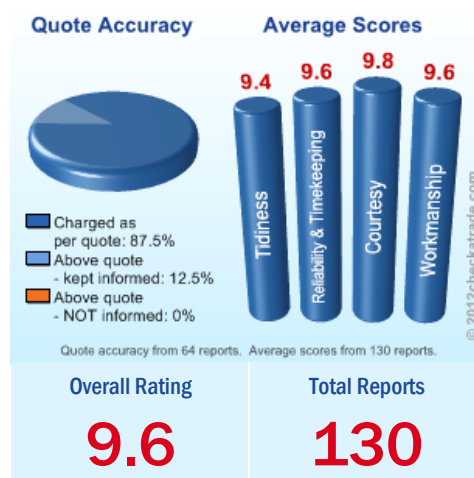 Quote Accuracy
Average Scores
9.4
9.6
9.8
9.6
Tidiness
Reliability & Timekeeping
Courtesy
Workmanship
Charged as
per quote: 87.5%
Above quote
- kept informed: 12.5%
Above quote
- NOT informed: 0%
© 2012checkatrade.com
Quote accuracy from 64 reports. Average scores from 130 reports.
Overall Rating
9.6
Total Reports
130